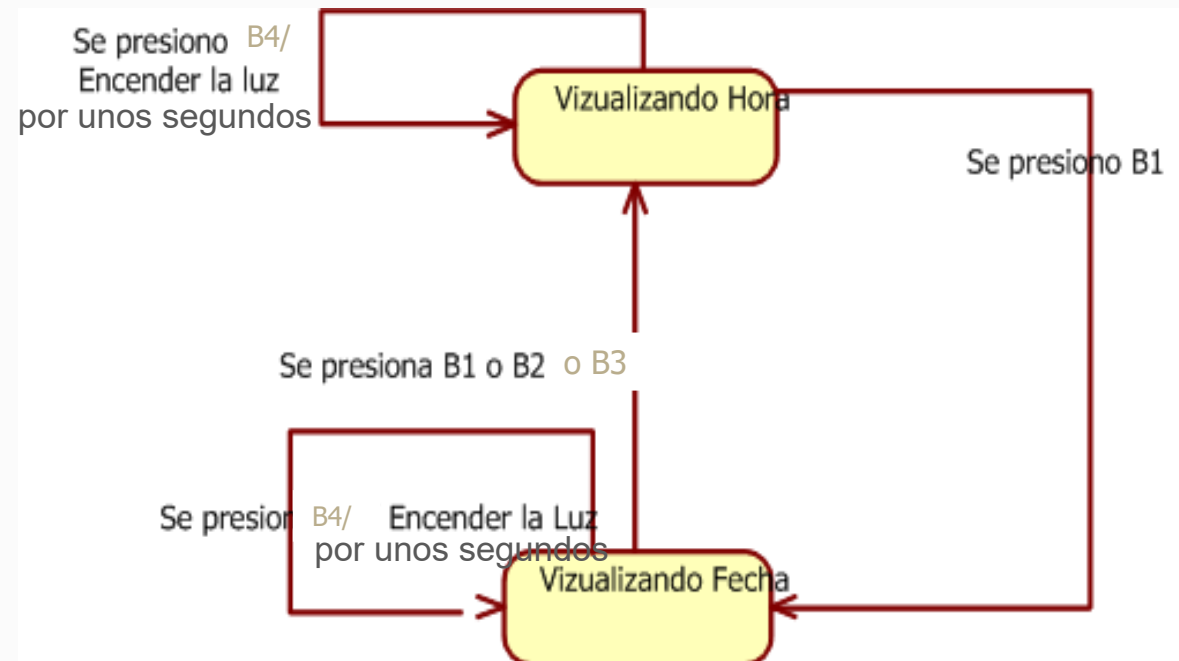 Se presiono B4/
Encender la luz
por unos segundos
Vizualizando Hora
Se presiono B1
Se presiona B1 o B2 o B3
Se presior B4/ Encender la Luz
por unos segundos
Vizualizando Fecha